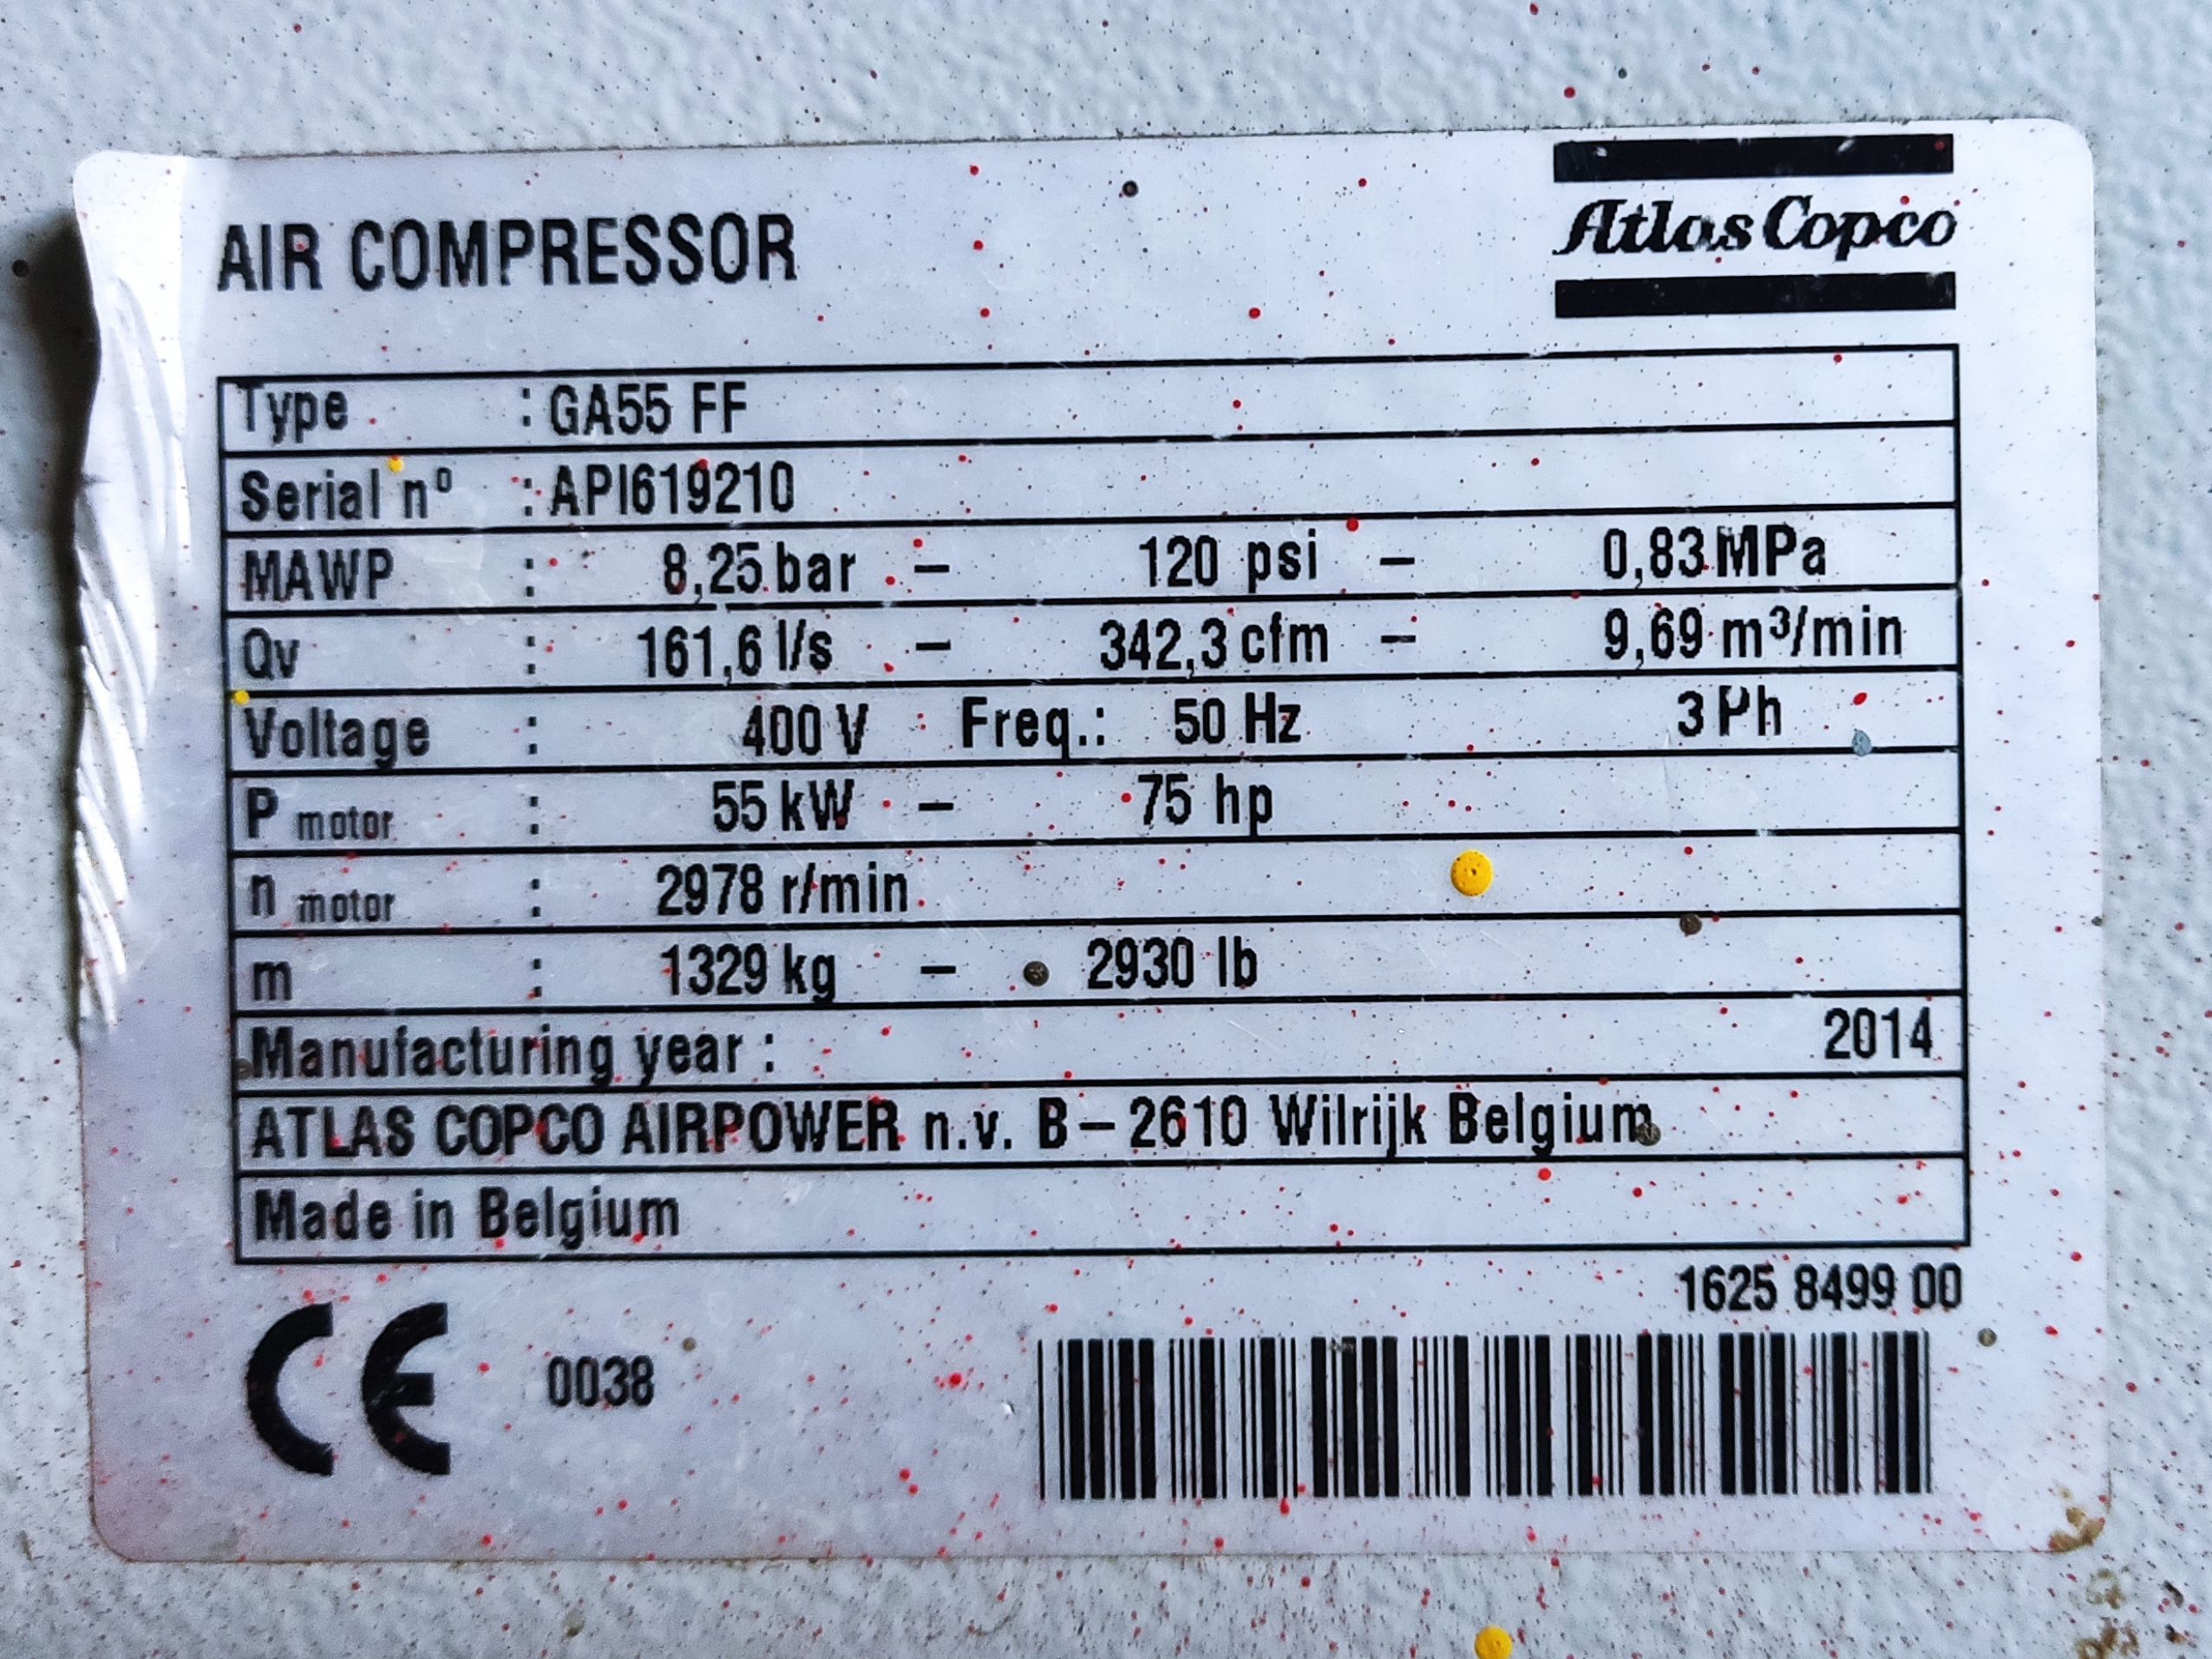 AIR COMPRESSOR
Atlas Copco
Type : GA55 FF
Serial nº : API619210
MAWP : 8,25 bar – 120 psi – 0,83 MPa
Qv : 161,6 l/s – 342,3 cfm – 9,69 m³/min
Voltage : 400 V Freq.: 50 Hz 3 Ph
P motor : 55 kW – 75 hp
n motor : 2978 r/min
m : 1329 kg – 2930 lb
Manufacturing year : 2014
ATLAS COPCO AIRPOWER n.v. B – 2610 Wilrijk Belgium
Made in Belgium
1625 8499 00
CE 0038